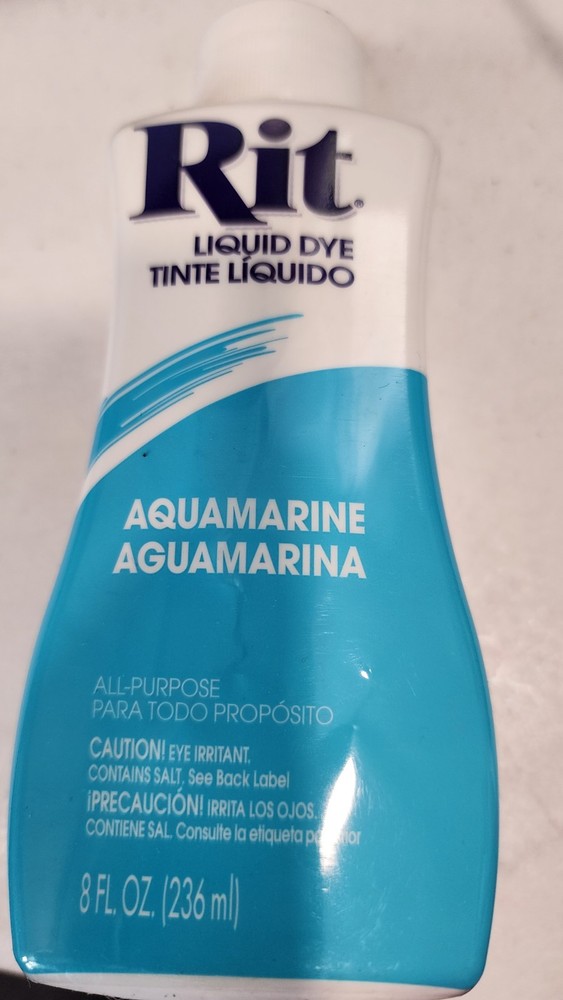 Rit®
LIQUID DYE
TINTE LÍQUIDO
AQUAMARINE
AGUAMARINA
ALL-PURPOSE
PARA TODO PROPÓSITO
CAUTION! EYE IRRITANT.
CONTAINS SALT. See Back Label
¡PRECAUCIÓN! IRRITA LOS OJOS.
CONTIENE SAL. Consulte la etiqueta
8 FL. OZ. (236 ml)